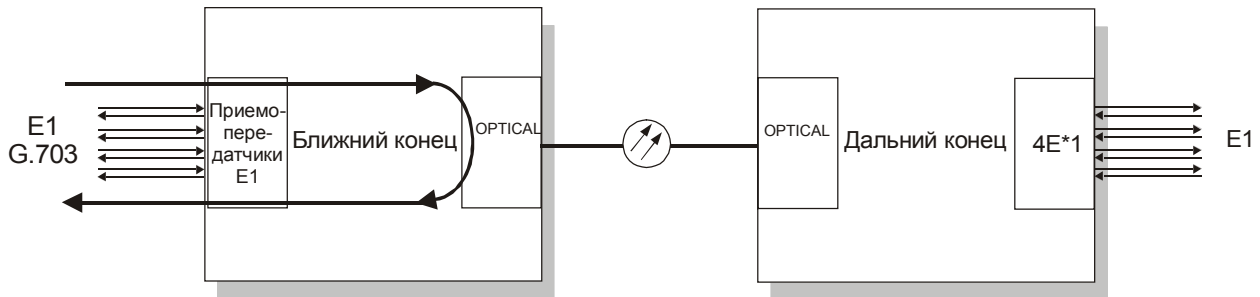 E1
G.703
Приемо-
пере-
датчики
E1
Ближний конец
OPTICAL
OPTICAL
Дальний конец
4E*1
E1